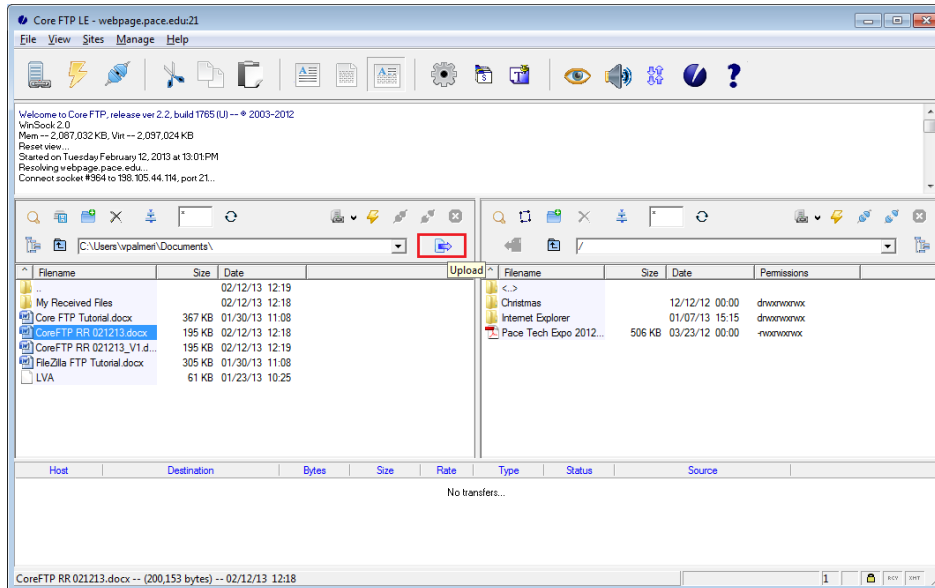 Core FTP LE - webpage.pace.edu:21
File View Sites Manage Help
Welcome to Core FTP, release ver 2.2, build 1765 (U) -- © 2003-2012
WinSock 2.0
Mem -- 2,087,032 KB, Virt -- 2,097,024 KB
Reset view...
Started on Tuesday February 12, 2013 at 13:01:PM
Resolving webpage.pace.edu...
Connect socket #964 to 198.105.44.114, port 21...
C:\Users\vpalmeri\Documents\
/
Upload
^ Filename Size Date
.. 02/12/13 12:19
My Received Files 02/12/13 12:18
Core FTP Tutorial.docx 367 KB 01/30/13 11:08
CoreFTP RR 021213.docx 195 KB 02/12/13 12:18
CoreFTP RR 021213_V1.d... 195 KB 02/12/13 12:19
FileZilla FTP Tutorial.docx 305 KB 01/30/13 11:08
LVA 61 KB 01/23/13 10:25
^ Filename Size Date Permissions
<..>
Christmas 12/12/12 00:00 drwxrwxrwx
Internet Explorer 01/07/13 15:15 drwxrwxrwx
Pace Tech Expo 2012... 506 KB 03/23/12 00:00 -rwxrwxrwx
Host Destination Bytes Size Rate Type Status Source
No transfers...
CoreFTP RR 021213.docx -- (200,153 bytes) -- 02/12/13 12:18
1 RCV XMT